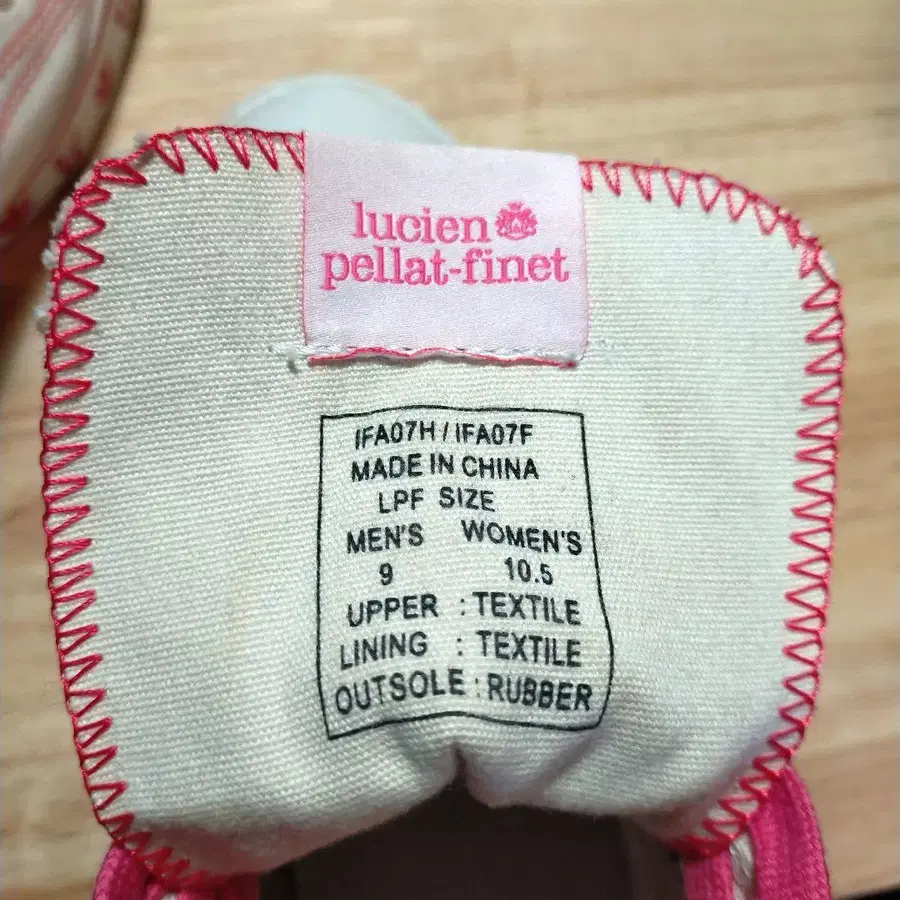 lucien
pellat-finet
IFA07H / IFA07F
MADE IN CHINA
LPF SIZE
MEN'S WOMEN'S
9 10.5
UPPER : TEXTILE
LINING : TEXTILE
OUTSOLE : RUBBER